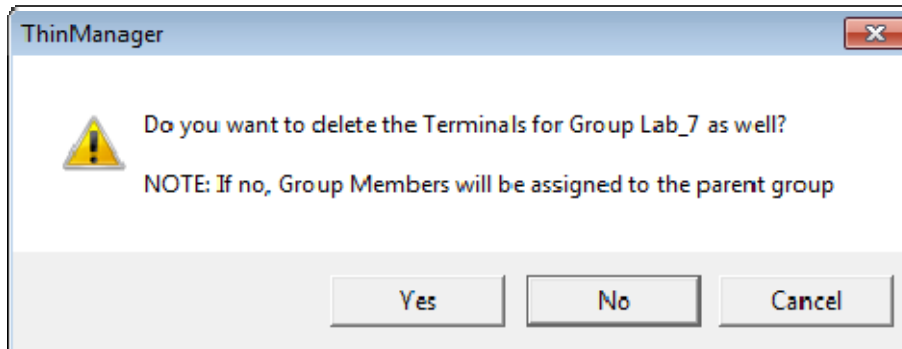 ThinManager
Do you want to delete the Terminals for Group Lab_7 as well?
NOTE: If no, Group Members will be assigned to the parent group
Yes No Cancel